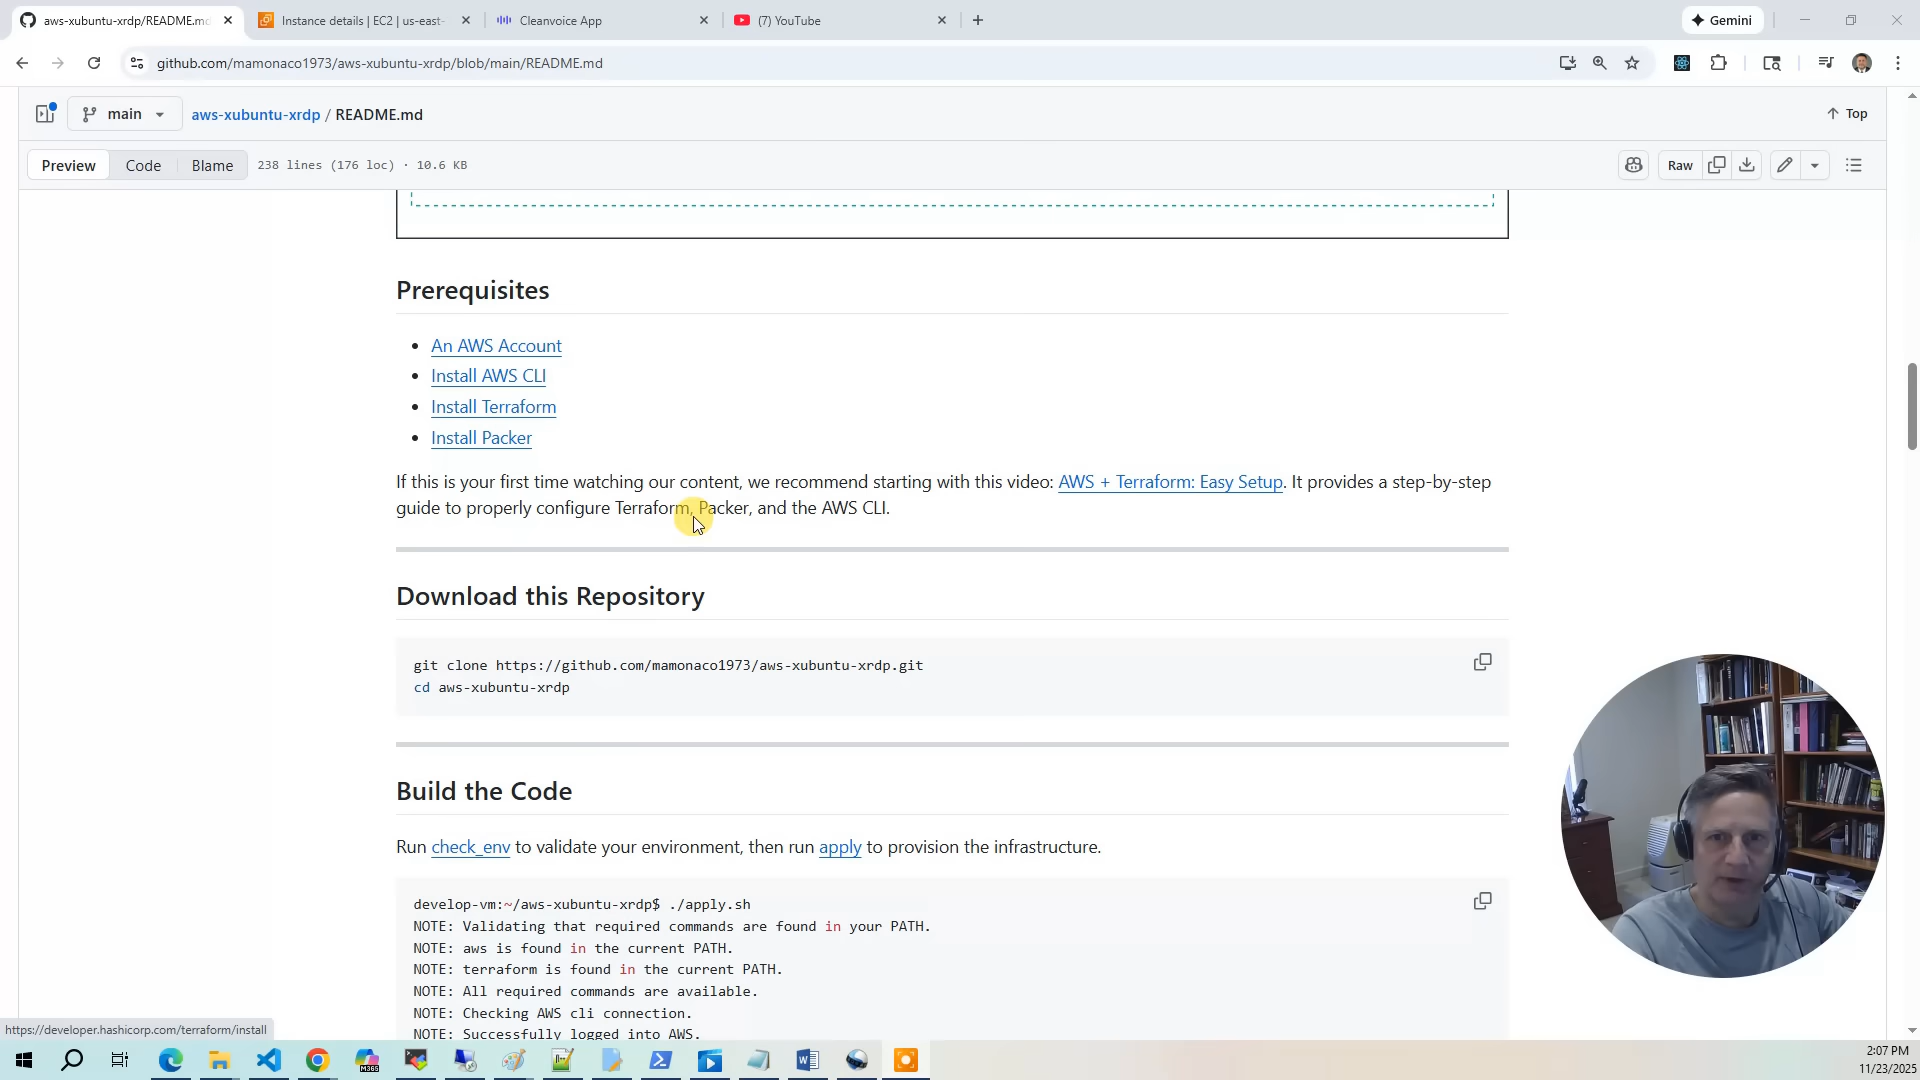 aws-xubuntu-xrdp/README.md
Instance details | EC2 | us-east-
Cleanvoice App
(7) YouTube
Gemini
github.com/mamonaco1973/aws-xubuntu-xrdp/blob/main/README.md
main
aws-xubuntu-xrdp / README.md
Top
Preview
Code
Blame
238 lines (176 loc) · 10.6 KB
Raw
Prerequisites
• An AWS Account
• Install AWS CLI
• Install Terraform
• Install Packer
If this is your first time watching our content, we recommend starting with this video: AWS + Terraform: Easy Setup. It provides a step-by-step
guide to properly configure Terraform, Packer, and the AWS CLI.
Download this Repository
git clone https://github.com/mamonaco1973/aws-xubuntu-xrdp.git
cd aws-xubuntu-xrdp
Build the Code
Run check_env to validate your environment, then run apply to provision the infrastructure.
develop-vm:~/aws-xubuntu-xrdp$ ./apply.sh
NOTE: Validating that required commands are found in your PATH.
NOTE: aws is found in the current PATH.
NOTE: terraform is found in the current PATH.
NOTE: All required commands are available.
NOTE: Checking AWS cli connection.
NOTE: Successfully logged into AWS.
https://developer.hashicorp.com/terraform/install
M365
2:07 PM
11/23/2025